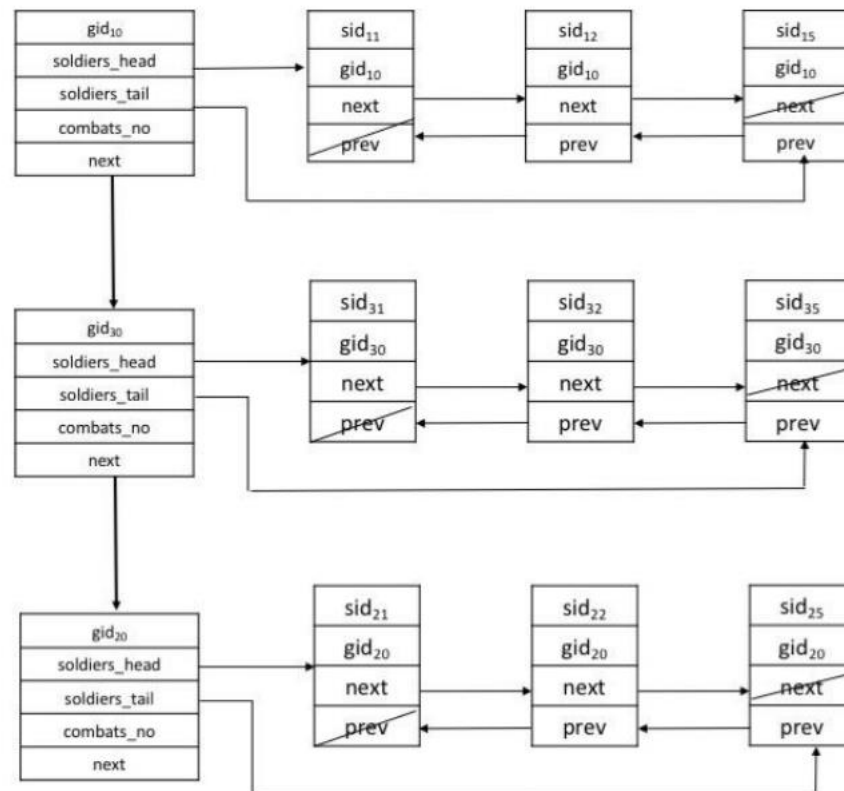 gid₁₀
soldiers_head
soldiers_tail
combats_no
next
sid₁₁
gid₁₀
next
prev
sid₁₂
gid₁₀
next
prev
sid₁₅
gid₁₀
next
prev
gid₃₀
soldiers_head
soldiers_tail
combats_no
next
sid₃₁
gid₃₀
next
prev
sid₃₂
gid₃₀
next
prev
sid₃₅
gid₃₀
next
prev
gid₂₀
soldiers_head
soldiers_tail
combats_no
next
sid₂₁
gid₂₀
next
prev
sid₂₂
gid₂₀
next
prev
sid₂₅
gid₂₀
next
prev